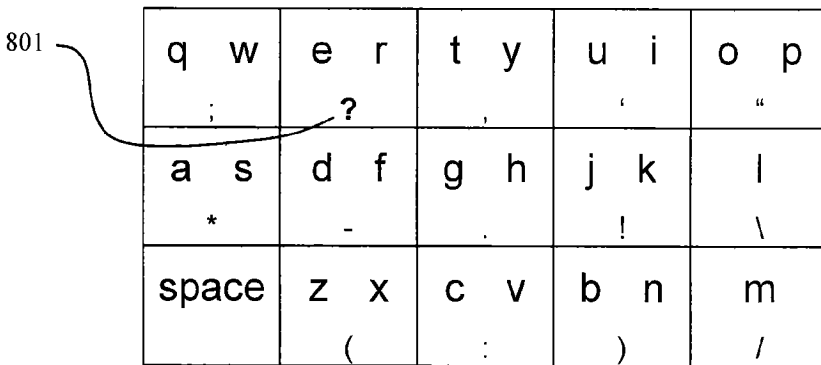 801
q w e r t y u i o p
; ? , ‘ “
a s d f g h j k l
* - . ! \
space z x c v b n m
( : ) /